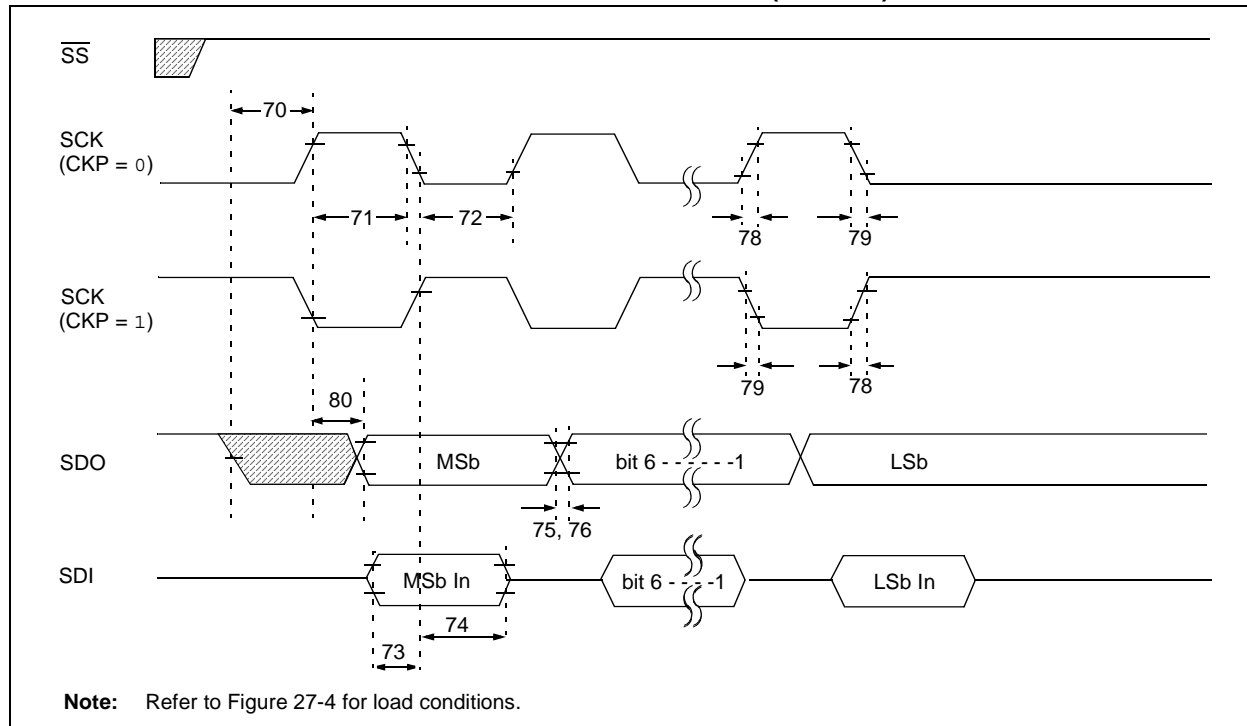 SS
70
SCK
(CKP = 0)
71
72
78
79
SCK
(CKP = 1)
79
78
80
SDO
MSb
bit 6 - - - - - -1
LSb
75, 76
SDI
MSb In
bit 6 - - - - -1
LSb In
74
73
Note: Refer to Figure 27-4 for load conditions.